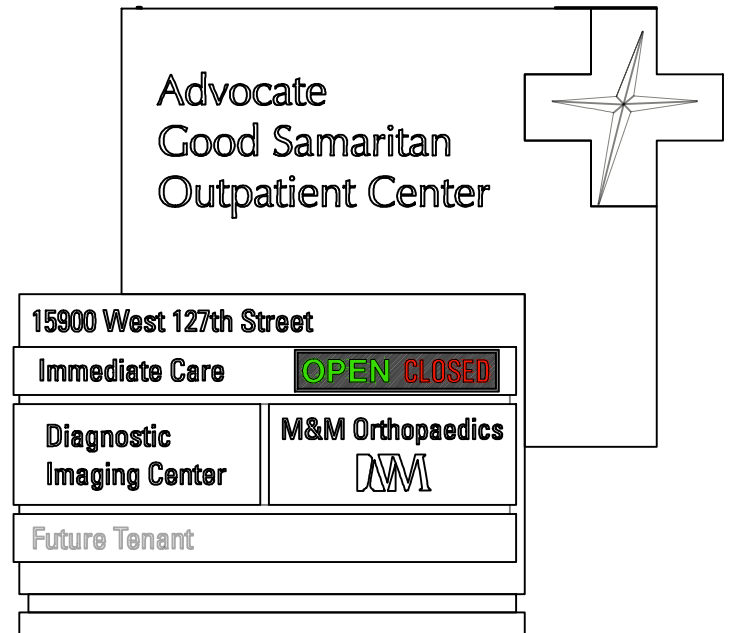 Advocate
Good Samaritan
Outpatient Center
15900 West 127th Street
Immediate Care
OPEN CLOSED
Diagnostic
Imaging Center
M&M Orthopaedics
Future Tenant